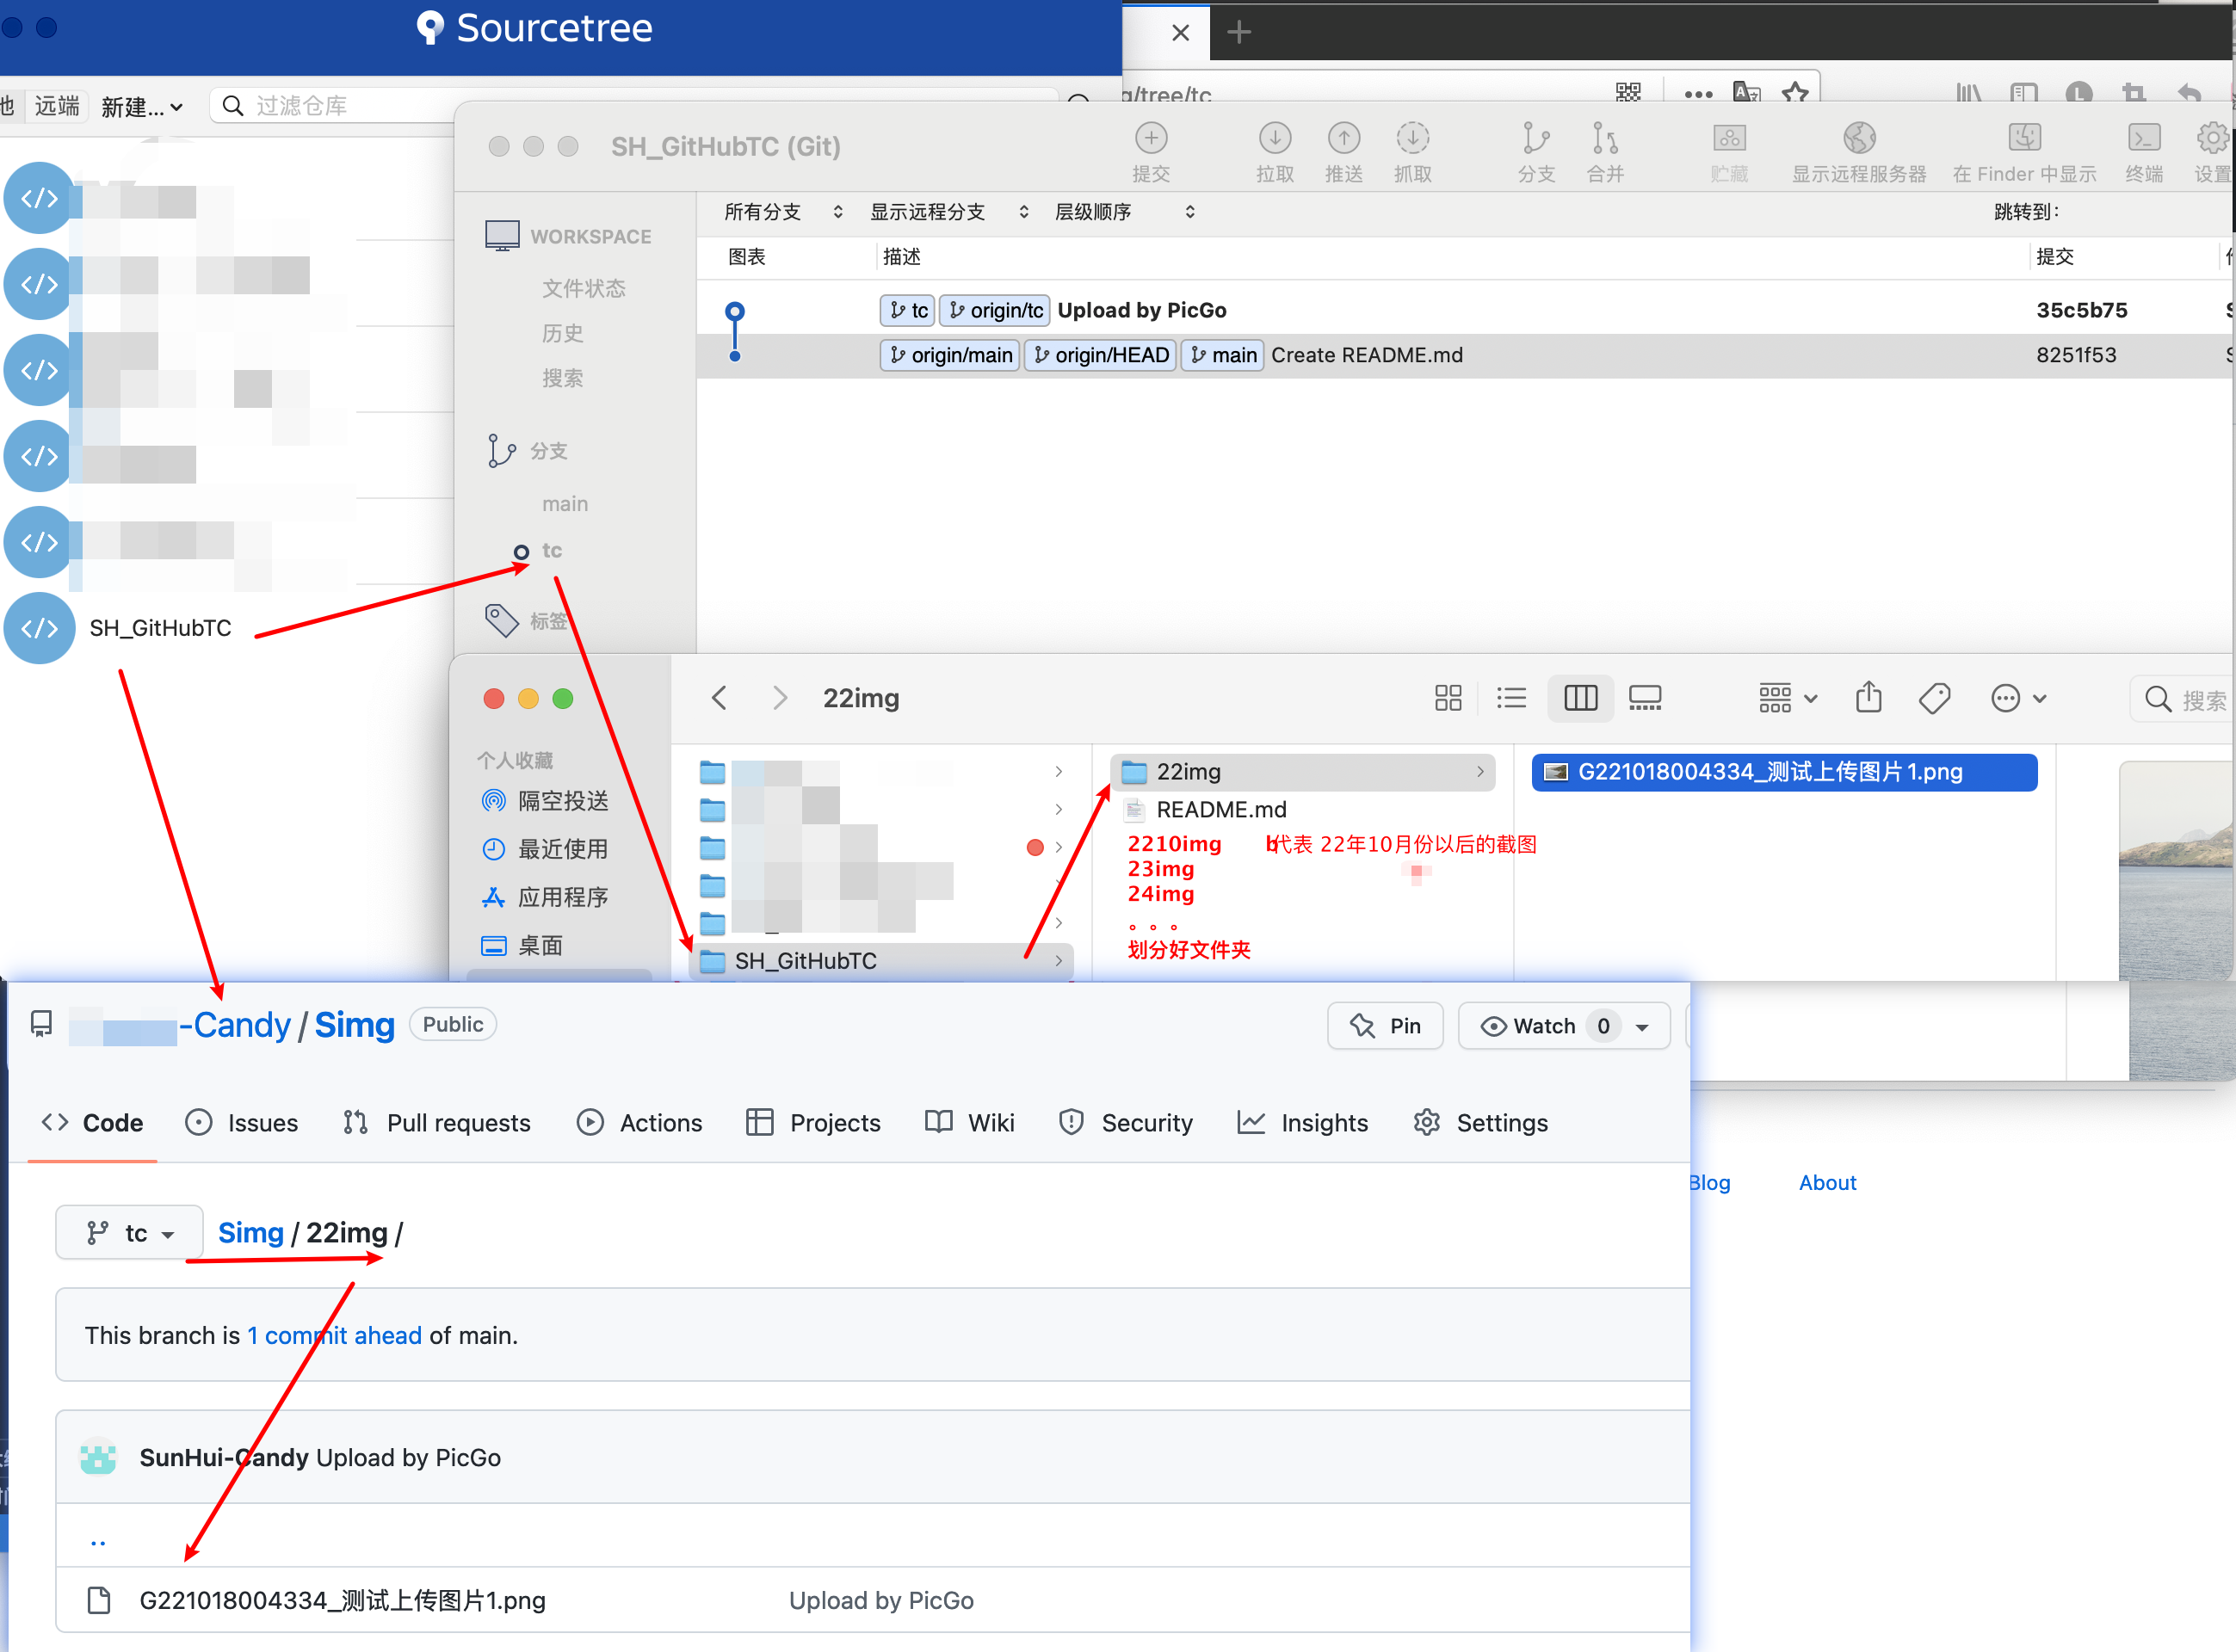 Sourcetree
远端 新建...
过滤仓库
SH_GitHubTC
g/tree/tc
SH_GitHubTC (Git)
提交 拉取 推送 抓取 分支 合并 贮藏 显示远程服务器 在 Finder 中显示 终端 设置
所有分支 显示远程分支 层级顺序 跳转到:
图表 描述 提交
tc origin/tc Upload by PicGo 35c5b75
origin/main origin/HEAD main Create README.md 8251f53
WORKSPACE
文件状态
历史
搜索
分支
main
tc
标签
22img
搜索
个人收藏
隔空投送
最近使用
应用程序
桌面
SH_GitHubTC
22img
README.md
2210img 代表 22年10月份以后的截图
23img
24img
。。。
划分好文件夹
G221018004334_测试上传图片1.png
-Candy / Simg Public
Pin Watch 0
Code Issues Pull requests Actions Projects Wiki Security Insights Settings
tc Simg / 22img /
This branch is 1 commit ahead of main.
SunHui-Candy Upload by PicGo
..
G221018004334_测试上传图片1.png Upload by PicGo
Blog About